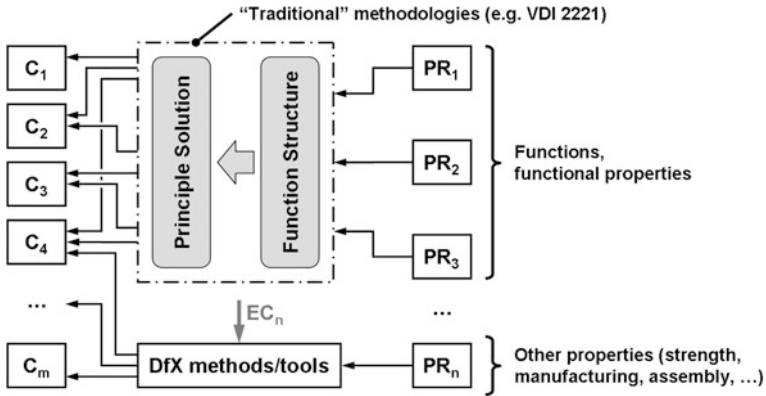 “Traditional” methodologies (e.g. VDI 2221)
C1
C2
C3
C4
...
Cm
Principle Solution
Function Structure
PR1
PR2
PR3
...
PRn
Functions,
functional properties
ECn
DfX methods/tools
Other properties (strength,
manufacturing, assembly, ...)